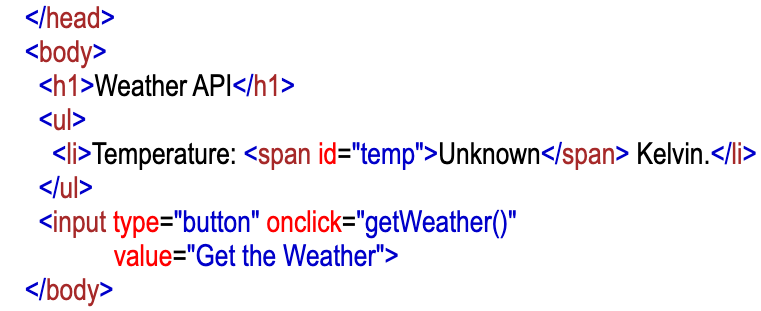 </head>
<body>
<h1>Weather API</h1>
<ul>
<li>Temperature: <span id="temp">Unknown</span> Kelvin.</li>
</ul>
<input type="button" onclick="getWeather()"
value="Get the Weather">
</body>